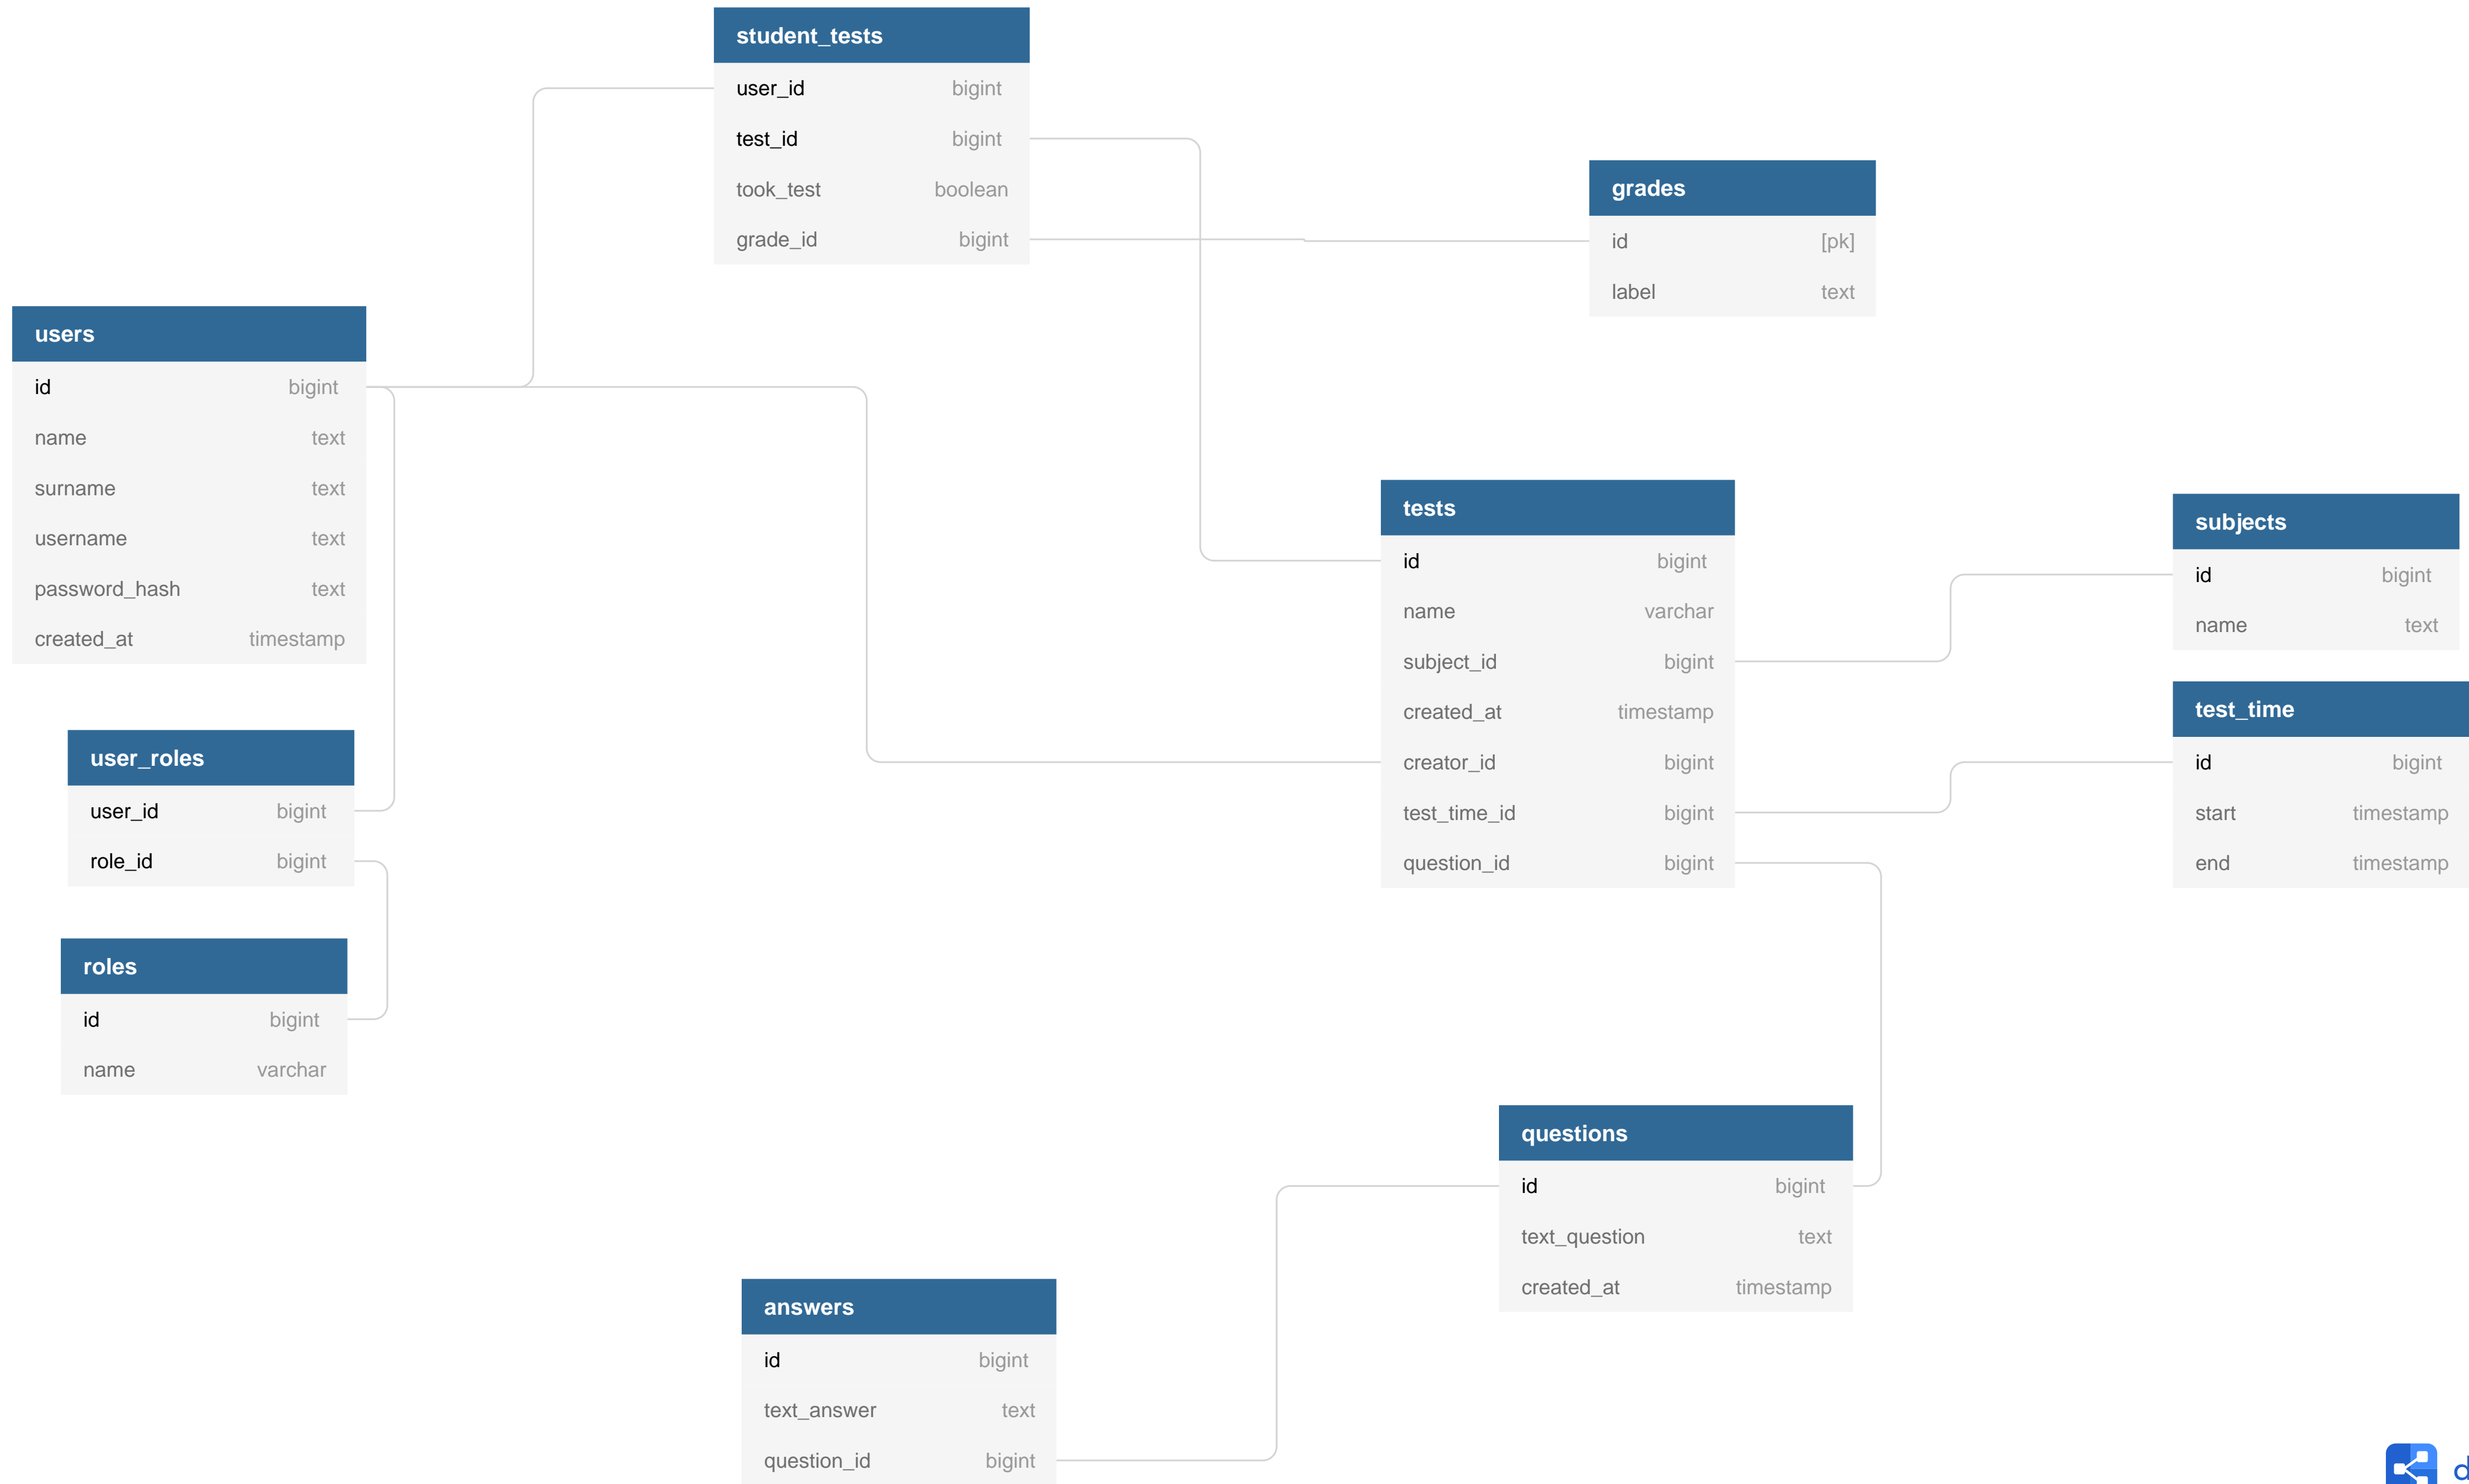 student_tests
user_id bigint
test_id bigint
took_test boolean
grade_id bigint
grades
id [pk]
label text
users
id bigint
name text
surname text
username text
password_hash text
created_at timestamp
tests
id bigint
name varchar
subject_id bigint
created_at timestamp
creator_id bigint
test_time_id bigint
question_id bigint
subjects
id bigint
name text
test_time
id bigint
start timestamp
end timestamp
user_roles
user_id bigint
role_id bigint
roles
id bigint
name varchar
questions
id bigint
text_question text
created_at timestamp
answers
id bigint
text_answer text
question_id bigint